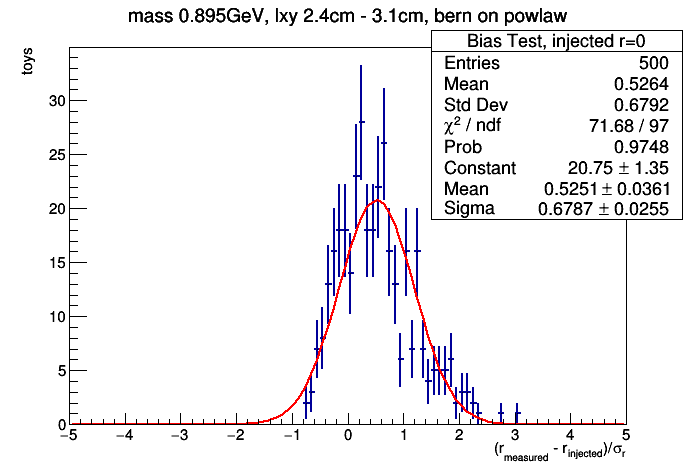 mass 0.895GeV, lxy 2.4cm - 3.1cm, bern on powlaw
toys
Bias Test, injected r=0
Entries 500
Mean 0.5264
Std Dev 0.6792
χ² / ndf 71.68 / 97
Prob 0.9748
Constant 20.75 ± 1.35
Mean 0.5251 ± 0.0361
Sigma 0.6787 ± 0.0255
30
25
20
15
10
5
0
−5 −4 −3 −2 −1 0 1 2 3 4 5
(r_measured - r_injected)/σ_r